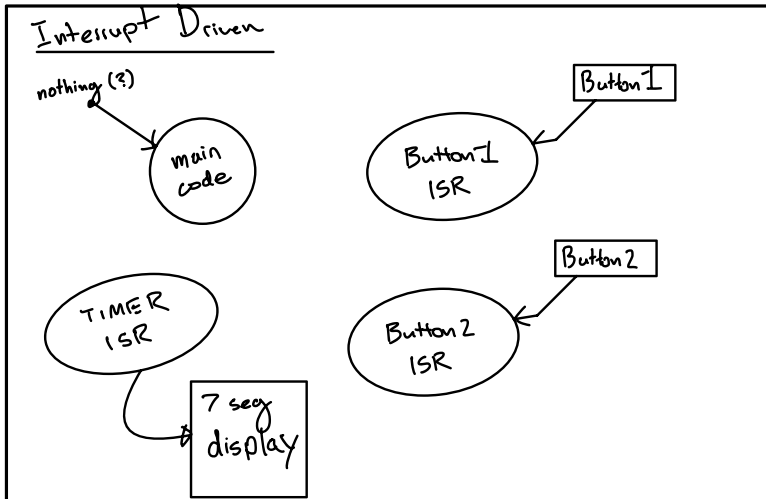 Interrupt Driven
nothing (?)
main
code
Button 1
ISR
Button 1
TIMER
ISR
Button 2
ISR
Button 2
7 seg
display